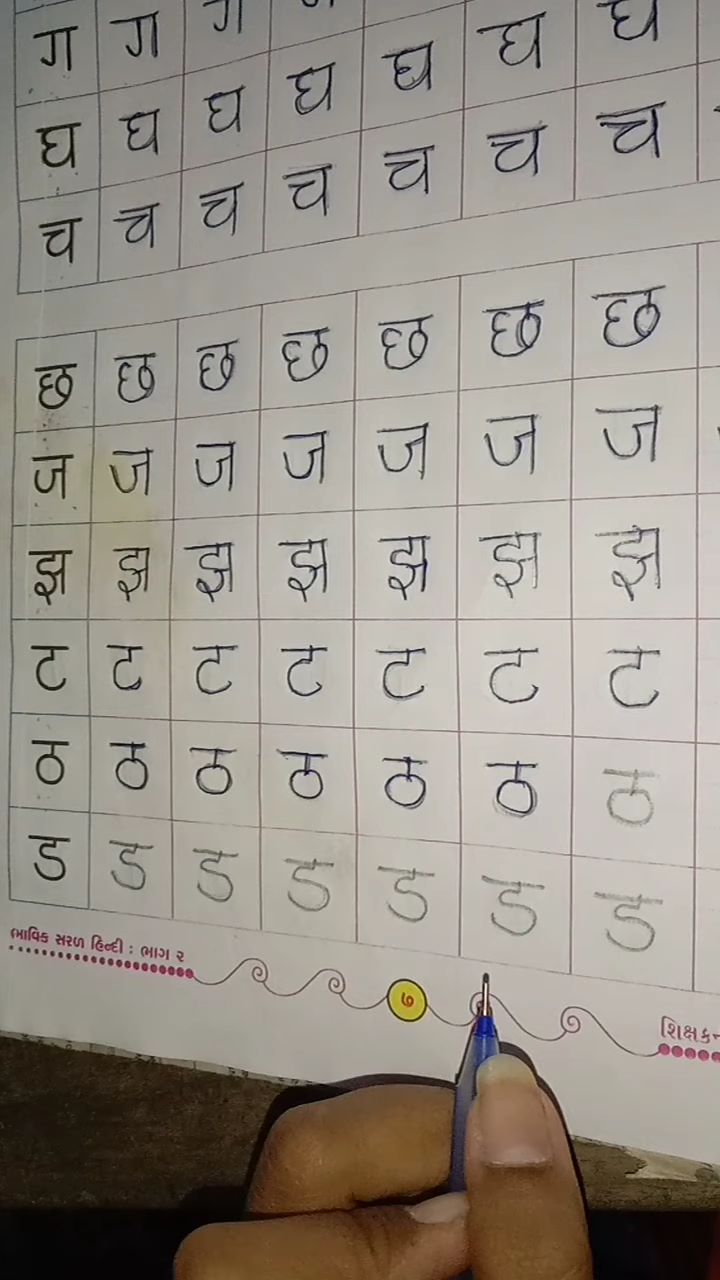 ग ग ग
घ घ घ घ घ घ घ
च च च च च च च
छ छ छ छ छ छ छ
ज ज ज ज ज ज ज
झ झ झ झ झ झ झ
ट ट ट ट ट ट ट
ठ ठ ठ ठ ठ ठ ठ
ड ड ड ड ड ड ड
ભાવિક સરળ હિન્દી : ભાગ ૨
૭